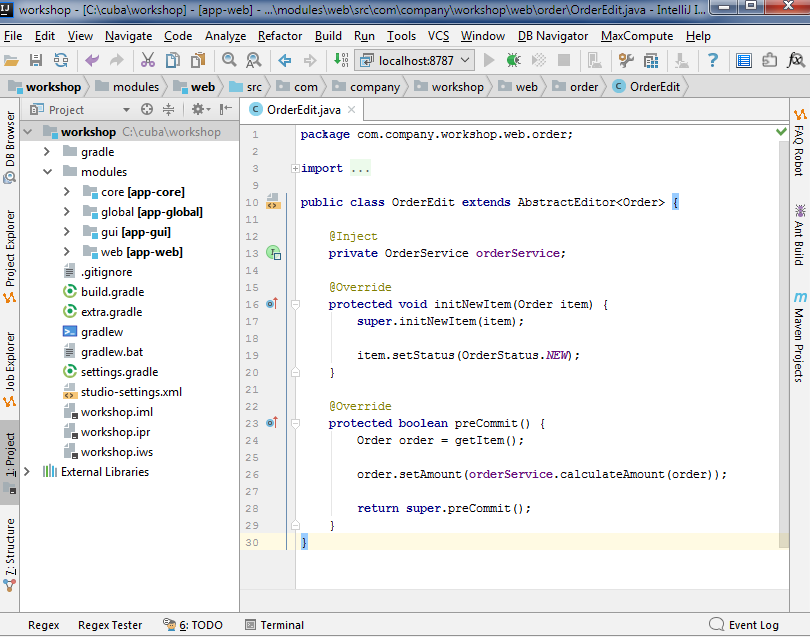 workshop - [C:\cuba\workshop] - [app-web] - ...\modules\web\src\com\company\workshop\web\order\OrderEdit.java - IntelliJ I...
File Edit View Navigate Code Analyze Refactor Build Run Tools VCS Window DB Navigator MaxCompute Help
localhost:8787
workshop modules web src com company workshop web order OrderEdit
Project
OrderEdit.java
DB Browser
Project Explorer
Job Explorer
1: Project
7: Structure
workshop C:\cuba\workshop
gradle
modules
core [app-core]
global [app-global]
gui [app-gui]
web [app-web]
.gitignore
build.gradle
extra.gradle
gradlew
gradlew.bat
settings.gradle
studio-settings.xml
workshop.iml
workshop.ipr
workshop.iws
External Libraries
1 package com.company.workshop.web.order;
2
3 import ...
9
10 public class OrderEdit extends AbstractEditor<Order> {
11
12 @Inject
13 private OrderService orderService;
14
15 @Override
16 protected void initNewItem(Order item) {
17 super.initNewItem(item);
18
19 item.setStatus(OrderStatus.NEW);
20 }
21
22 @Override
23 protected boolean preCommit() {
24 Order order = getItem();
25
26 order.setAmount(orderService.calculateAmount(order));
27
28 return super.preCommit();
29 }
30 }
FAQ Robot
Ant Build
Maven Projects
Regex Regex Tester 6: TODO Terminal Event Log